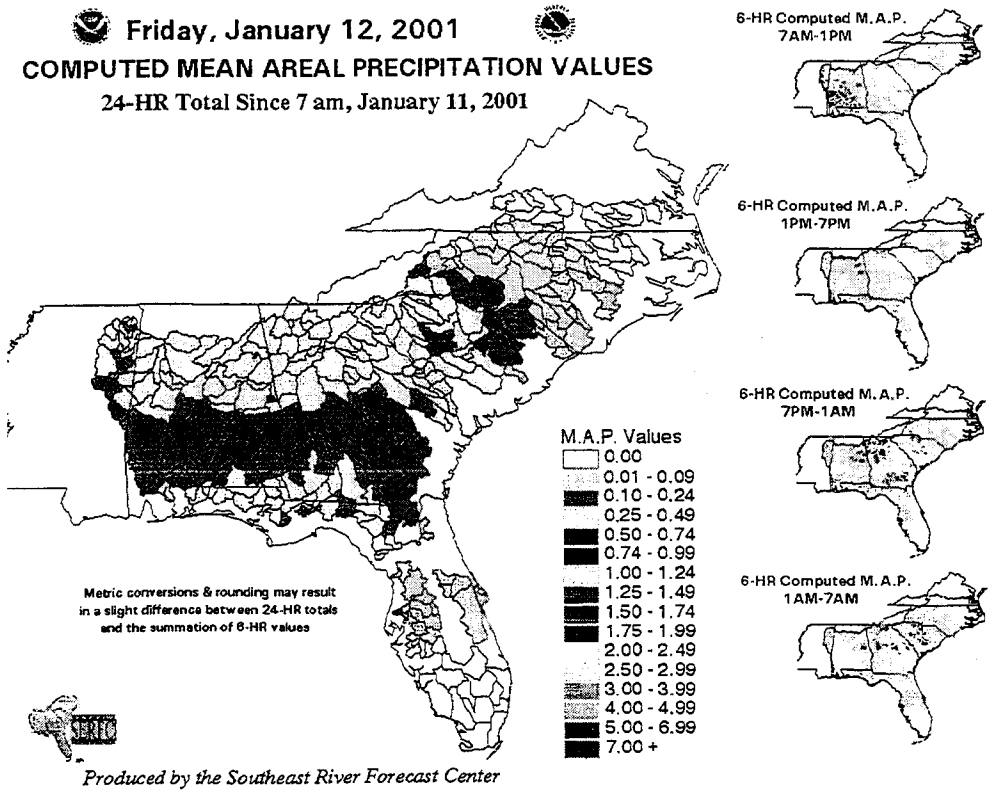 Friday, January 12, 2001
COMPUTED MEAN AREAL PRECIPITATION VALUES
24-HR Total Since 7 am, January 11, 2001
6-HR Computed M.A.P.
7AM-1PM
6-HR Computed M.A.P.
1PM-7PM
6-HR Computed M.A.P.
7PM-1AM
6-HR Computed M.A.P.
1AM-7AM
M.A.P. Values
0.00
0.01 - 0.09
0.10 - 0.24
0.25 - 0.49
0.50 - 0.74
0.74 - 0.99
1.00 - 1.24
1.25 - 1.49
1.50 - 1.74
1.75 - 1.99
2.00 - 2.49
2.50 - 2.99
3.00 - 3.99
4.00 - 4.99
5.00 - 6.99
7.00 +
Metric conversions & rounding may result
in a slight difference between 24-HR totals
and the summation of 6-HR values
SERFC
Produced by the Southeast River Forecast Center